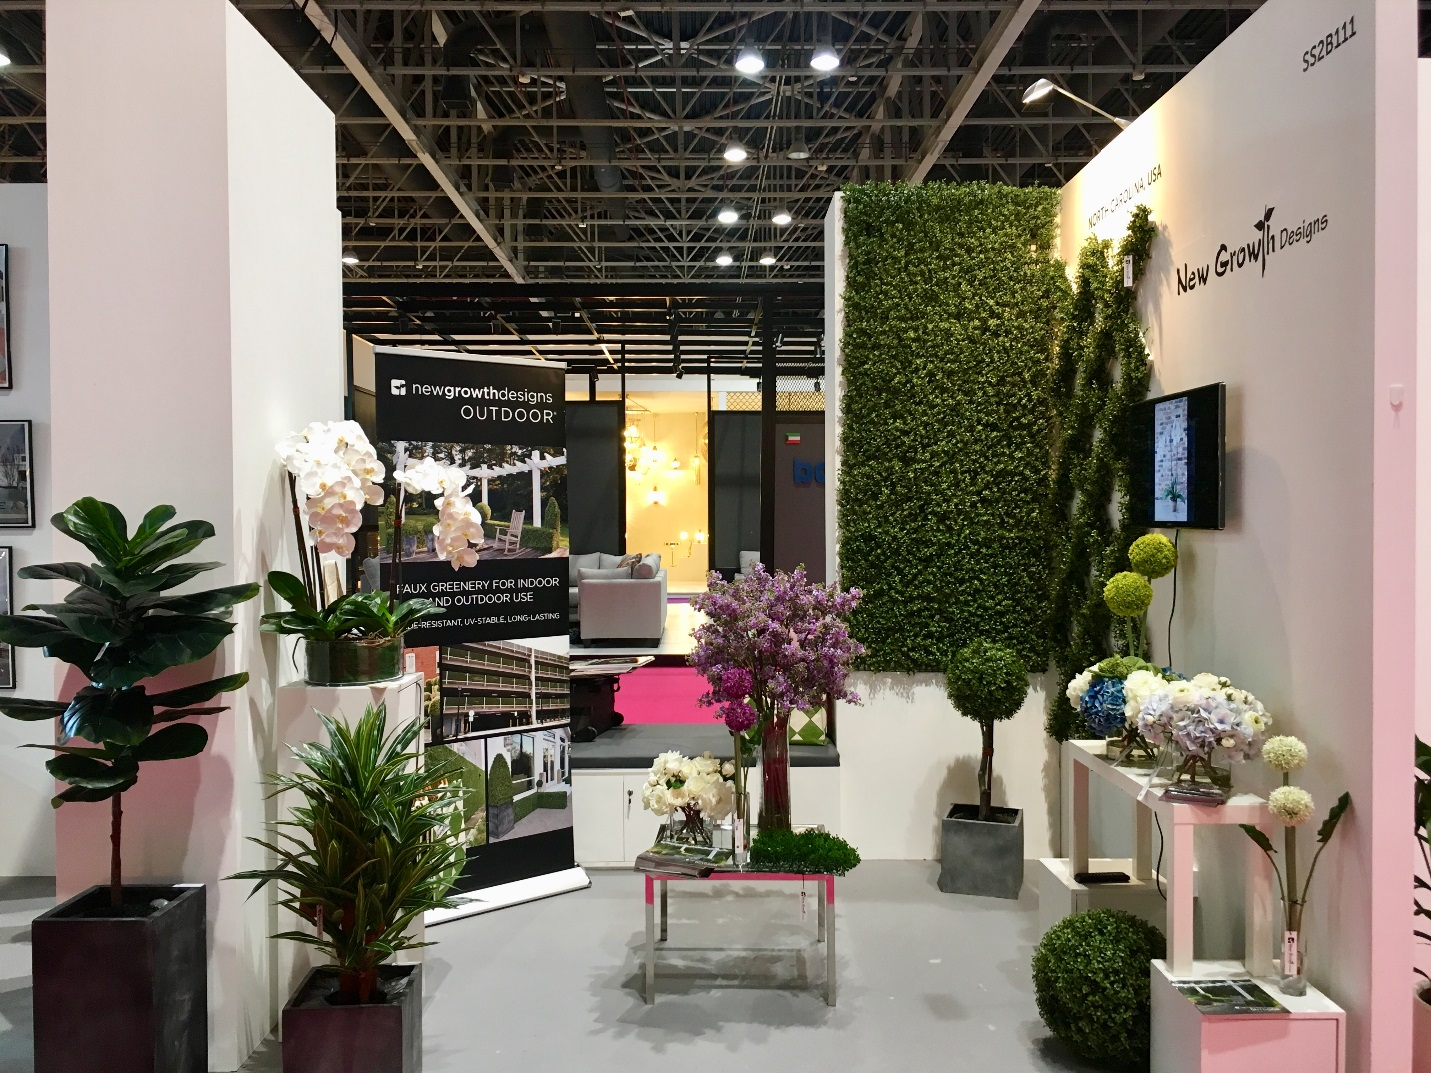 SS2B111
NORTH CAROLINA, USA
New Growth Designs
newgrowthdesigns
OUTDOOR
FAUX GREENERY FOR INDOOR
AND OUTDOOR USE
UV-STABLE, LONG-LASTING